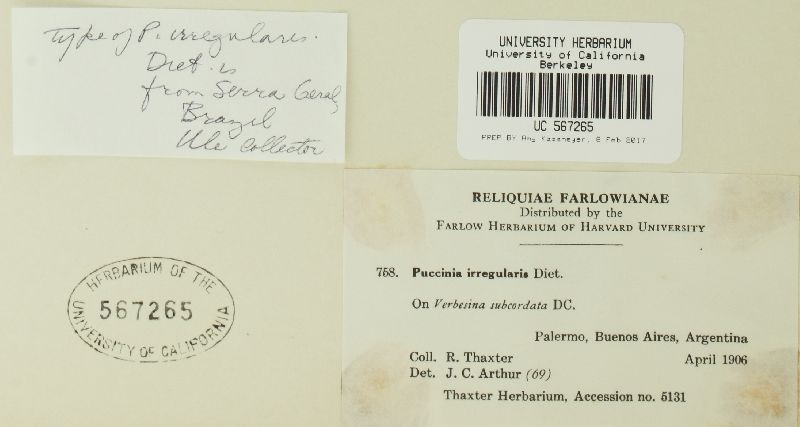 Type of P. irregularis.
Diet. is
from Serra Geral,
Brazil
Ule collector
UNIVERSITY HERBARIUM
University of California
Berkeley
UC 567265
PREP BY 6 Feb 2017
HERBARIUM OF THE
567265
UNIVERSITY OF CALIFORNIA
RELIQUIAE FARLOWIANAE
Distributed by the
FARLOW HERBARIUM OF HARVARD UNIVERSITY
758. Puccinia irregularis Diet.
On Verbesina subcordata DC.
Palermo, Buenos Aires, Argentina
Coll. R. Thaxter April 1906
Det. J. C. Arthur (69)
Thaxter Herbarium, Accession no. 5131